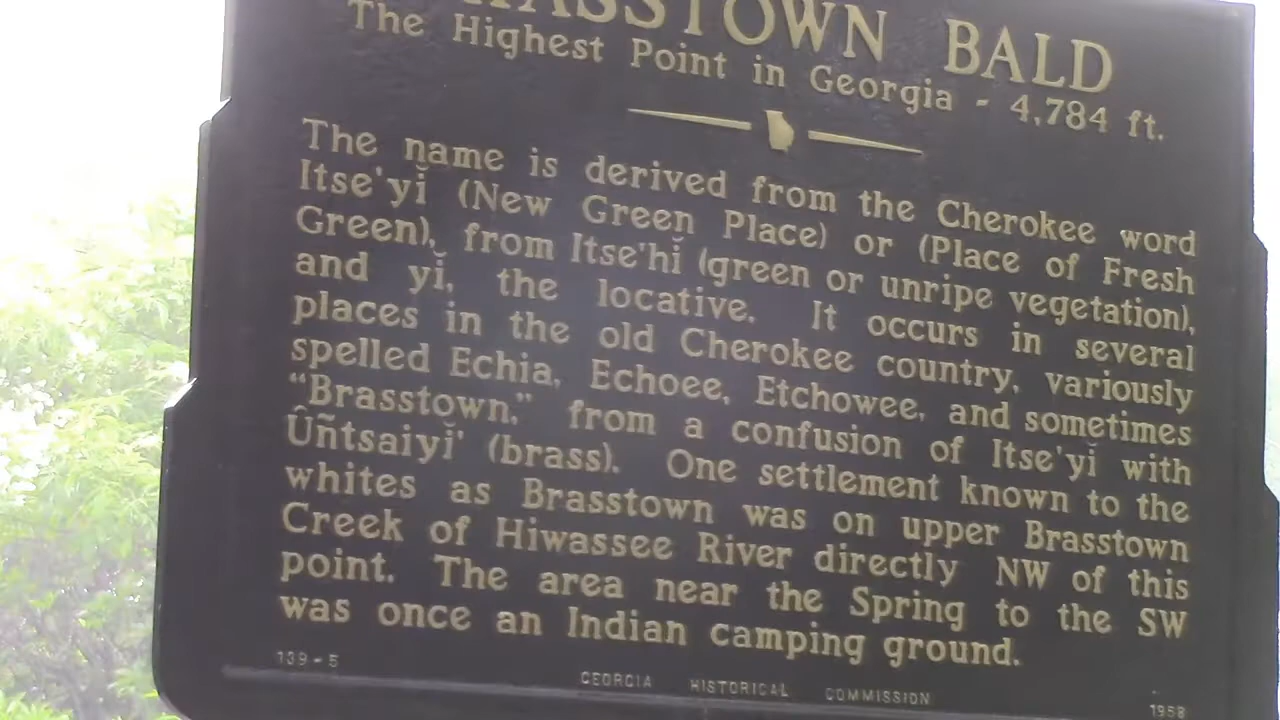 RASSTOWN BALD
The Highest Point in Georgia - 4,784 ft.
The name is derived from the Cherokee word
Itse'yĭ (New Green Place) or (Place of Fresh
Green), from Itse'hĭ (green or unripe vegetation),
and yĭ, the locative. It occurs in several
places in the old Cherokee country, variously
spelled Echia, Echoee, Etchowee, and sometimes
“Brasstown,” from a confusion of Itse'yĭ with
Ûñtsaiyĭ' (brass). One settlement known to the
whites as Brasstown was on upper Brasstown
Creek of Hiwassee River directly NW of this
point. The area near the Spring to the SW
was once an Indian camping ground.
139-5 GEORGIA HISTORICAL COMMISSION 1958